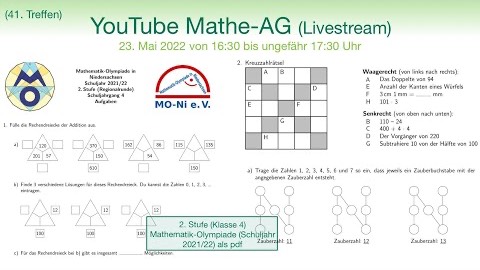 (41. Treffen)
YouTube Mathe-AG (Livestream)
23. Mai 2022 von 16:30 bis ungefähr 17:30 Uhr
MO
Mathematik-Olympiade in
Niedersachsen
Schuljahr 2021/22
2. Stufe (Regionalrunde)
Schuljahrgang 4
Aufgaben
MO-Ni e.V.
1. Fülle die Rechendreiecke der Addition aus.
a)
120
201
57
150
370
610
150
162
86
115
135
b) Finde 3 verschiedene Lösungen für dieses Rechendreieck. Du kannst die Zahlen 0, 1, 2, 3, ...
eintragen.
12
12
12
12
100
100
100
c) Für das Rechendreieck bei b) gibt es insgesamt
Möglichkeiten.
2. Stufe (Klasse 4)
Mathematik-Olympiade (Schuljahr
2021/22) als pdf
2. Kreuzzahlrätsel
A
B
C
D
E
F
G
H
Waagerecht (von links nach rechts):
A Das Doppelte von 94
E Anzahl der Kanten eines Würfels
F 3 cm 1 mm = ___ mm
H 101 · 3
Senkrecht (von oben nach unten):
B 110 − 24
C 400 + 4 · 4
D Der Vorgänger von 220
G Subtrahiere 10 von der Hälfte von 100
a) Trage die Zahlen 1, 2, 3, 4, 5, 6 und 7 so ein, dass jeweils ein Zauberbuchstabe mit der
angegebenen Zauberzahl entsteht.
Zauberzahl: 11
Zauberzahl: 12
Zauberzahl: 13